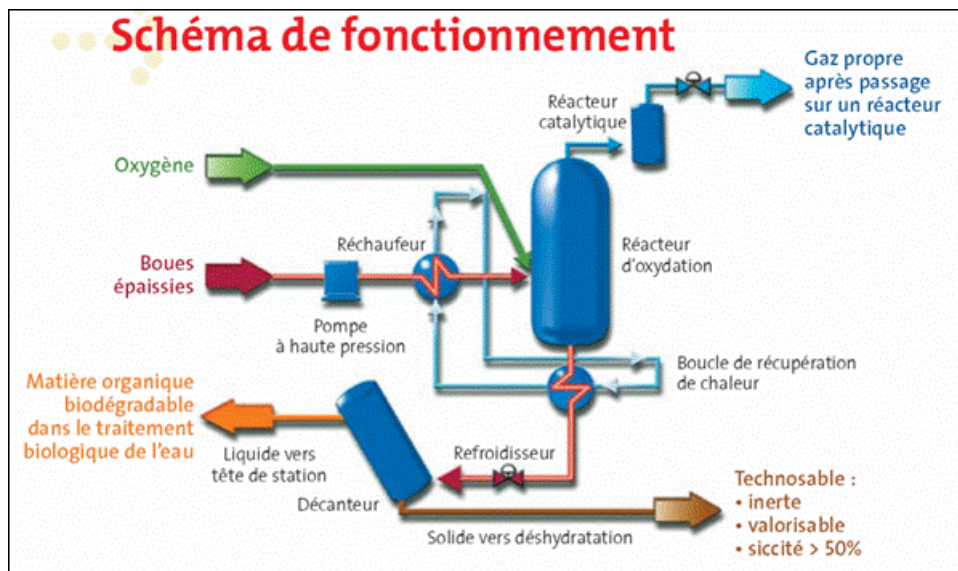 Schéma de fonctionnement
Gaz propre
après passage
sur un réacteur
catalytique
Réacteur
catalytique
Oxygène
Réchaufeur
Réacteur
d'oxydation
Boues
épaissies
Pompe
à haute pression
Boucle de récupération
de chaleur
Matière organique
biodégradable
dans le traitement
biologique de l'eau
Liquide vers
tête de station
Refroidisseur
Décanteur
Solide vers déshydratation
Technosable :
• inerte
• valorisable
• siccité > 50%